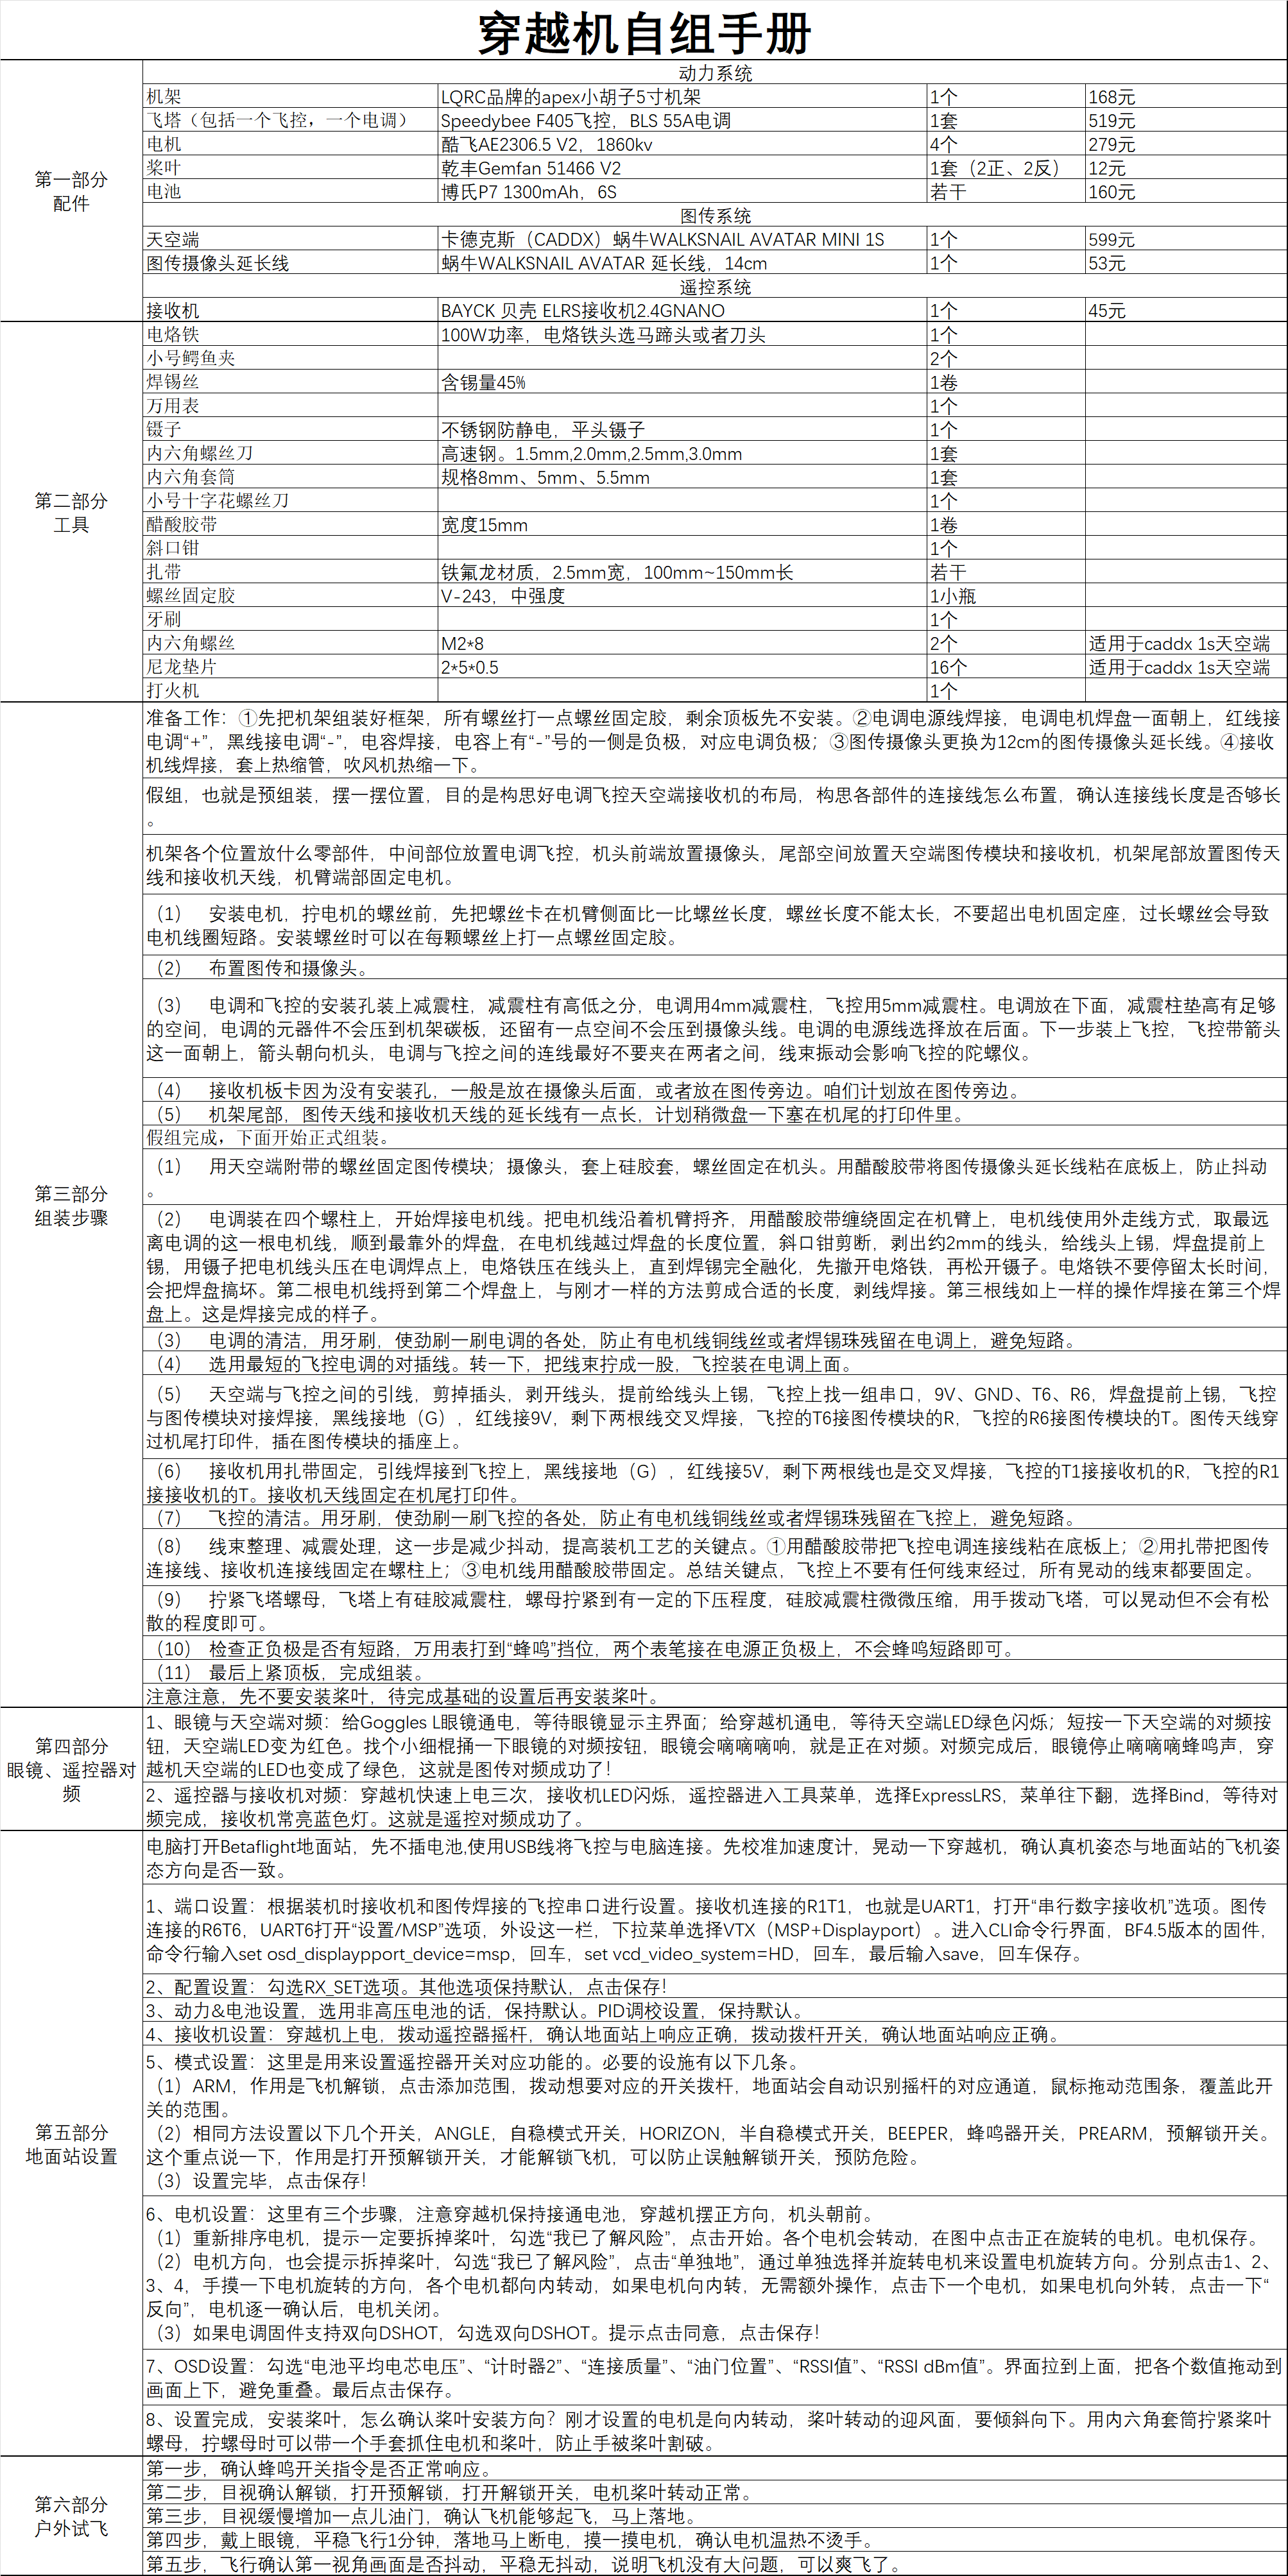 穿越机自组手册
第一部分
配件
动力系统
机架 LQRC品牌的apex小胡子5寸机架 1个 168元
飞塔（包括一个飞控，一个电调） Speedybee F405飞控，BLS 55A电调 1套 519元
电机 酷飞AE2306.5 V2，1860kv 4个 279元
桨叶 乾丰Gemfan 51466 V2 1套（2正、2反） 12元
电池 博氏P7 1300mAh，6S 若干 160元
图传系统
天空端 卡德克斯（CADDX）蜗牛WALKSNAIL AVATAR MINI 1S 1个 599元
图传摄像头延长线 蜗牛WALKSNAIL AVATAR 延长线，14cm 1个 53元
遥控系统
接收机 BAYCK 贝壳 ELRS接收机2.4GNANO 1个 45元
第二部分
工具
电烙铁 100W功率，电烙铁头选马蹄头或者刀头 1个
小号鳄鱼夹 2个
焊锡丝 含锡量45% 1卷
万用表 1个
镊子 不锈钢防静电，平头镊子 1个
内六角螺丝刀 高速钢。1.5mm,2.0mm,2.5mm,3.0mm 1套
内六角套筒 规格8mm、5mm、5.5mm 1套
小号十字花螺丝刀 1个
醋酸胶带 宽度15mm 1卷
斜口钳 1个
扎带 铁氟龙材质，2.5mm宽，100mm~150mm长 若干
螺丝固定胶 V-243，中强度 1小瓶
牙刷 1个
内六角螺丝 M2*8 2个 适用于caddx 1s天空端
尼龙垫片 2*5*0.5 16个 适用于caddx 1s天空端
打火机 1个
第三部分
组装步骤
准备工作：①先把机架组装好框架，所有螺丝打一点螺丝固定胶，剩余顶板先不安装。②电调电源线焊接，电调电机焊盘一面朝上，红线接
电调“+”，黑线接电调“-”，电容焊接，电容上有“-”号的一侧是负极，对应电调负极；③图传摄像头更换为12cm的图传摄像头延长线。④接收
机线焊接，套上热缩管，吹风机热缩一下。
假组，也就是预组装，摆一摆位置，目的是构思好电调飞控天空端接收机的布局，构思各部件的连接线怎么布置，确认连接线长度是否够长
。
机架各个位置放什么零部件，中间部位放置电调飞控，机头前端放置摄像头，尾部空间放置天空端图传模块和接收机，机架尾部放置图传天
线和接收机天线，机臂端部固定电机。
（1） 安装电机，拧电机的螺丝前，先把螺丝卡在机臂侧面比一比螺丝长度，螺丝长度不能太长，不要超出电机固定座，过长螺丝会导致
电机线圈短路。安装螺丝时可以在每颗螺丝上打一点螺丝固定胶。
（2） 布置图传和摄像头。
（3） 电调和飞控的安装孔装上减震柱，减震柱有高低之分，电调用4mm减震柱，飞控用5mm减震柱。电调放在下面，减震柱垫高有足够
的空间，电调的元器件不会压到机架碳板，还留有一点空间不会压到摄像头线。电调的电源线选择放在后面。下一步装上飞控，飞控带箭头
这一面朝上，箭头朝向机头，电调与飞控之间的连线最好不要夹在两者之间，线束振动会影响飞控的陀螺仪。
（4） 接收机板卡因为没有安装孔，一般是放在摄像头后面，或者放在图传旁边。咱们计划放在图传旁边。
（5） 机架尾部，图传天线和接收机天线的延长线有一点长，计划稍微盘一下塞在机尾的打印件里。
假组完成，下面开始正式组装。
（1） 用天空端附带的螺丝固定图传模块；摄像头，套上硅胶套，螺丝固定在机头。用醋酸胶带将图传摄像头延长线粘在底板上，防止抖动
。
（2） 电调装在四个螺柱上，开始焊接电机线。把电机线沿着机臂捋齐，用醋酸胶带缠绕固定在机臂上，电机线使用外走线方式，取最远
离电调的这一根电机线，顺到最靠外的焊盘，在电机线越过焊盘的长度位置，斜口钳剪断，剥出约2mm的线头，给线头上锡，焊盘提前上
锡，用镊子把电机线头压在电调焊点上，电烙铁压在线头上，直到焊锡完全融化，先撤开电烙铁，再松开镊子。电烙铁不要停留太长时间，
会把焊盘搞坏。第二根电机线捋到第二个焊盘上，与刚才一样的方法剪成合适的长度，剥线焊接。第三根线如上一样的操作焊接在第三个焊
盘上。这是焊接完成的样子。
（3） 电调的清洁，用牙刷，使劲刷一刷电调的各处，防止有电机线铜线丝或者焊锡珠残留在电调上，避免短路。
（4） 选用最短的飞控电调的对插线。转一下，把线束拧成一股，飞控装在电调上面。
（5） 天空端与飞控之间的引线，剪掉插头，剥开线头，提前给线头上锡，飞控上找一组串口，9V、GND、T6、R6，焊盘提前上锡，飞控
与图传模块对接焊接，黑线接地（G），红线接9V，剩下两根线交叉焊接，飞控的T6接图传模块的R，飞控的R6接图传模块的T。图传天线穿
过机尾打印件，插在图传模块的插座上。
（6） 接收机用扎带固定，引线焊接到飞控上，黑线接地（G），红线接5V，剩下两根线也是交叉焊接，飞控的T1接接收机的R，飞控的R1
接接收机的T。接收机天线固定在机尾打印件。
（7） 飞控的清洁。用牙刷，使劲刷一刷飞控的各处，防止有电机线铜线丝或者焊锡珠残留在飞控上，避免短路。
（8） 线束整理、减震处理，这一步是减少抖动，提高装机工艺的关键点。①用醋酸胶带把飞控电调连接线粘在底板上；②用扎带把图传
连接线、接收机连接线固定在螺柱上；③电机线用醋酸胶带固定。总结关键点，飞控上不要有任何线束经过，所有晃动的线束都要固定。
（9） 拧紧飞塔螺母，飞塔上有硅胶减震柱，螺母拧紧到有一定的下压程度，硅胶减震柱微微压缩，用手拨动飞塔，可以晃动但不会有松
散的程度即可。
（10） 检查正负极是否有短路，万用表打到“蜂鸣”挡位，两个表笔接在电源正负极上，不会蜂鸣短路即可。
（11） 最后上紧顶板，完成组装。
注意注意，先不要安装桨叶，待完成基础的设置后再安装桨叶。
第四部分
眼镜、遥控器对
频
1、眼镜与天空端对频：给Goggles L眼镜通电，等待眼镜显示主界面；给穿越机通电，等待天空端LED绿色闪烁；短按一下天空端的对频按
钮，天空端LED变为红色。找个小细棍捅一下眼镜的对频按钮，眼镜会嘀嘀嘀响，就是正在对频。对频完成后，眼镜停止嘀嘀嘀蜂鸣声，穿
越机天空端的LED也变成了绿色，这就是图传对频成功了！
2、遥控器与接收机对频：穿越机快速上电三次，接收机LED闪烁，遥控器进入工具菜单，选择ExpressLRS，菜单往下翻，选择Bind，等待对
频完成，接收机常亮蓝色灯。这就是遥控对频成功了。
第五部分
地面站设置
电脑打开Betaflight地面站，先不插电池,使用USB线将飞控与电脑连接。先校准加速度计，晃动一下穿越机，确认真机姿态与地面站的飞机姿
态方向是否一致。
1、端口设置：根据装机时接收机和图传焊接的飞控串口进行设置。接收机连接的R1T1，也就是UART1，打开“串行数字接收机”选项。图传
连接的R6T6，UART6打开“设置/MSP”选项，外设这一栏，下拉菜单选择VTX（MSP+Displayport）。进入CLI命令行界面，BF4.5版本的固件，
命令行输入set osd_displaypport_device=msp，回车，set vcd_video_system=HD，回车，最后输入save，回车保存。
2、配置设置：勾选RX_SET选项。其他选项保持默认，点击保存！
3、动力&电池设置，选用非高压电池的话，保持默认。PID调校设置，保持默认。
4、接收机设置：穿越机上电，拨动遥控器摇杆，确认地面站上响应正确，拨动拨杆开关，确认地面站响应正确。
5、模式设置：这里是用来设置遥控器开关对应功能的。必要的设施有以下几条。
（1）ARM，作用是飞机解锁，点击添加范围，拨动想要对应的开关拨杆，地面站会自动识别摇杆的对应通道，鼠标拖动范围条，覆盖此开
关的范围。
（2）相同方法设置以下几个开关，ANGLE，自稳模式开关，HORIZON，半自稳模式开关，BEEPER，蜂鸣器开关，PREARM，预解锁开关。
这个重点说一下，作用是打开预解锁开关，才能解锁飞机，可以防止误触解锁开关，预防危险。
（3）设置完毕，点击保存！
6、电机设置：这里有三个步骤，注意穿越机保持接通电池，穿越机摆正方向，机头朝前。
（1）重新排序电机，提示一定要拆掉桨叶，勾选“我已了解风险”，点击开始。各个电机会转动，在图中点击正在旋转的电机。电机保存。
（2）电机方向，也会提示拆掉桨叶，勾选“我已了解风险”，点击“单独地”，通过单独选择并旋转电机来设置电机旋转方向。分别点击1、2、
3、4，手摸一下电机旋转的方向，各个电机都向内转动，如果电机向内转，无需额外操作，点击下一个电机，如果电机向外转，点击一下“
反向”，电机逐一确认后，电机关闭。
（3）如果电调固件支持双向DSHOT，勾选双向DSHOT。提示点击同意，点击保存！
7、OSD设置：勾选“电池平均电芯电压”、“计时器2”、“连接质量”、“油门位置”、“RSSI值”、“RSSI dBm值”。界面拉到上面，把各个数值拖动到
画面上下，避免重叠。最后点击保存。
8、设置完成，安装桨叶，怎么确认桨叶安装方向？刚才设置的电机是向内转动，桨叶转动的迎风面，要倾斜向下。用内六角套筒拧紧桨叶
螺母，拧螺母时可以带一个手套抓住电机和桨叶，防止手被桨叶割破。
第六部分
户外试飞
第一步，确认蜂鸣开关指令是否正常响应。
第二步，目视确认解锁，打开预解锁，打开解锁开关，电机桨叶转动正常。
第三步，目视缓慢增加一点儿油门，确认飞机能够起飞，马上落地。
第四步，戴上眼镜，平稳飞行1分钟，落地马上断电，摸一摸电机，确认电机温热不烫手。
第五步，飞行确认第一视角画面是否抖动，平稳无抖动，说明飞机没有大问题，可以爽飞了。